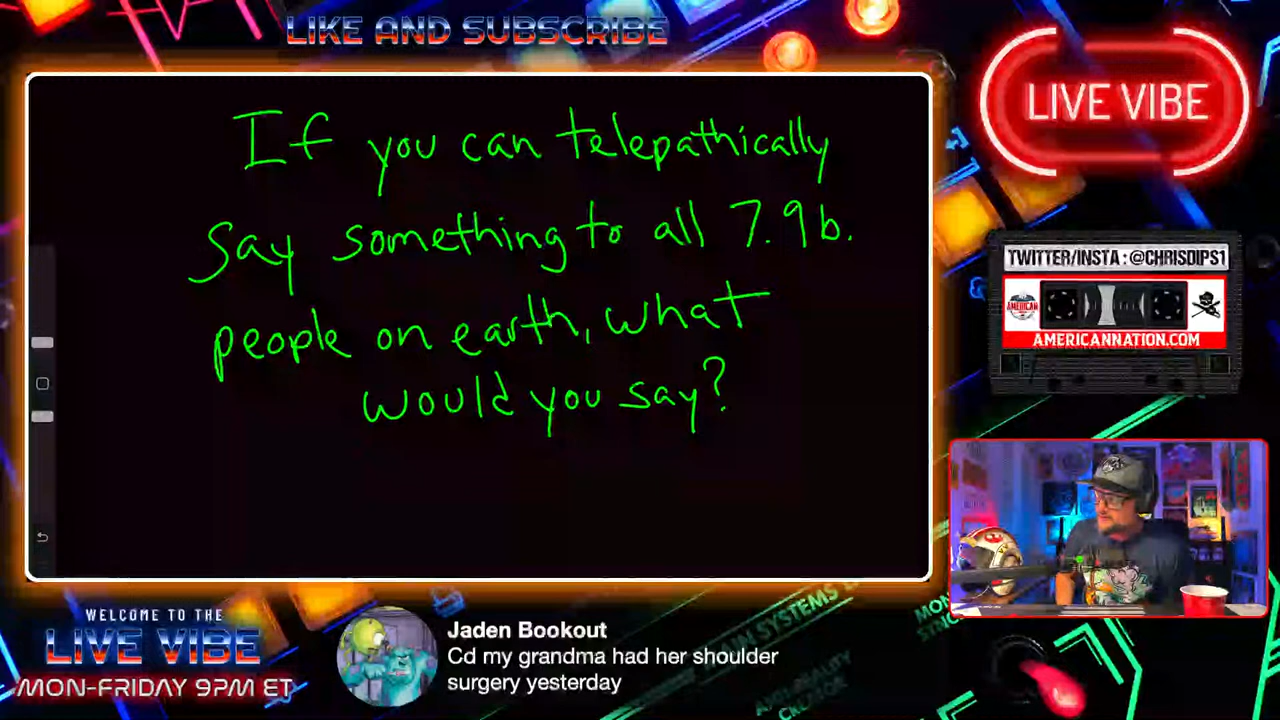 LIKE AND SUBSCRIBE
If you can telepathically
say something to all 7.9 b.
people on earth, what
would you say?
LIVE VIBE
TWITTER/INSTA : @CHRISDIPS1
AMERICANNATION.COM
WELCOME TO THE
LIVE VIBE
MON-FRIDAY 9PM ET
Jaden Bookout
Cd my grandma had her shoulder
surgery yesterday